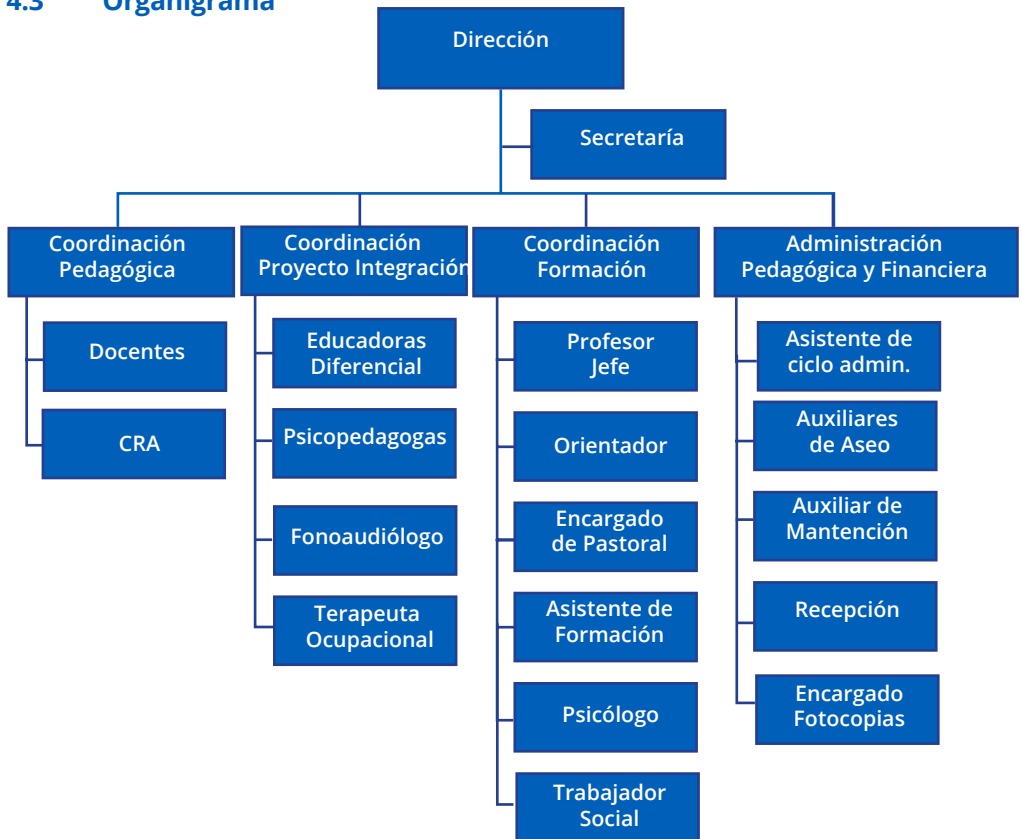 4.3 Organigrama
Dirección
Secretaría
Coordinación
Pedagógica
Docentes
CRA
Coordinación
Proyecto Integración
Educadoras
Diferencial
Psicopedagogas
Fonoaudiólogo
Terapeuta
Ocupacional
Coordinación
Formación
Profesor
Jefe
Orientador
Encargado
de Pastoral
Asistente de
Formación
Psicólogo
Trabajador
Social
Administración
Pedagógica y Financiera
Asistente de
ciclo admin.
Auxiliares
de Aseo
Auxiliar de
Mantención
Recepción
Encargado
Fotocopias